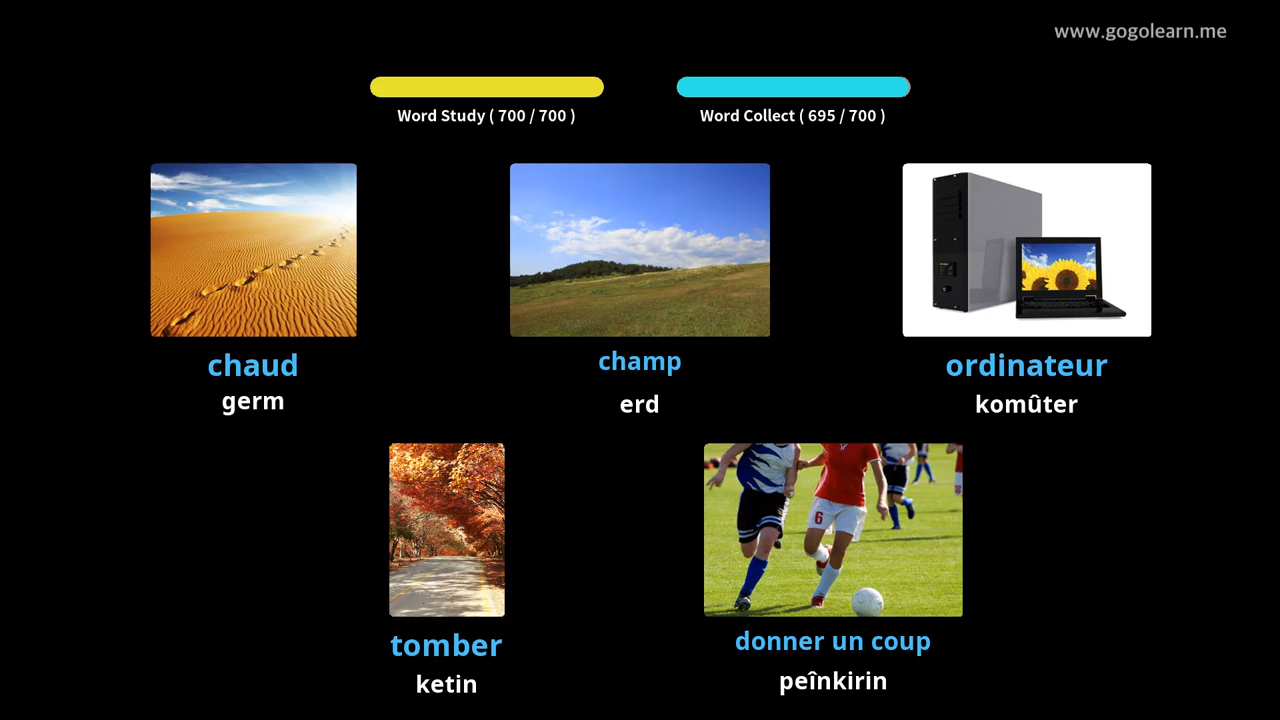 www.gogolearn.me
Word Study ( 700 / 700 )
Word Collect ( 695 / 700 )
chaud
champ
ordinateur
germ
erd
komûter
tomber
donner un coup
ketin
peînkirin
6